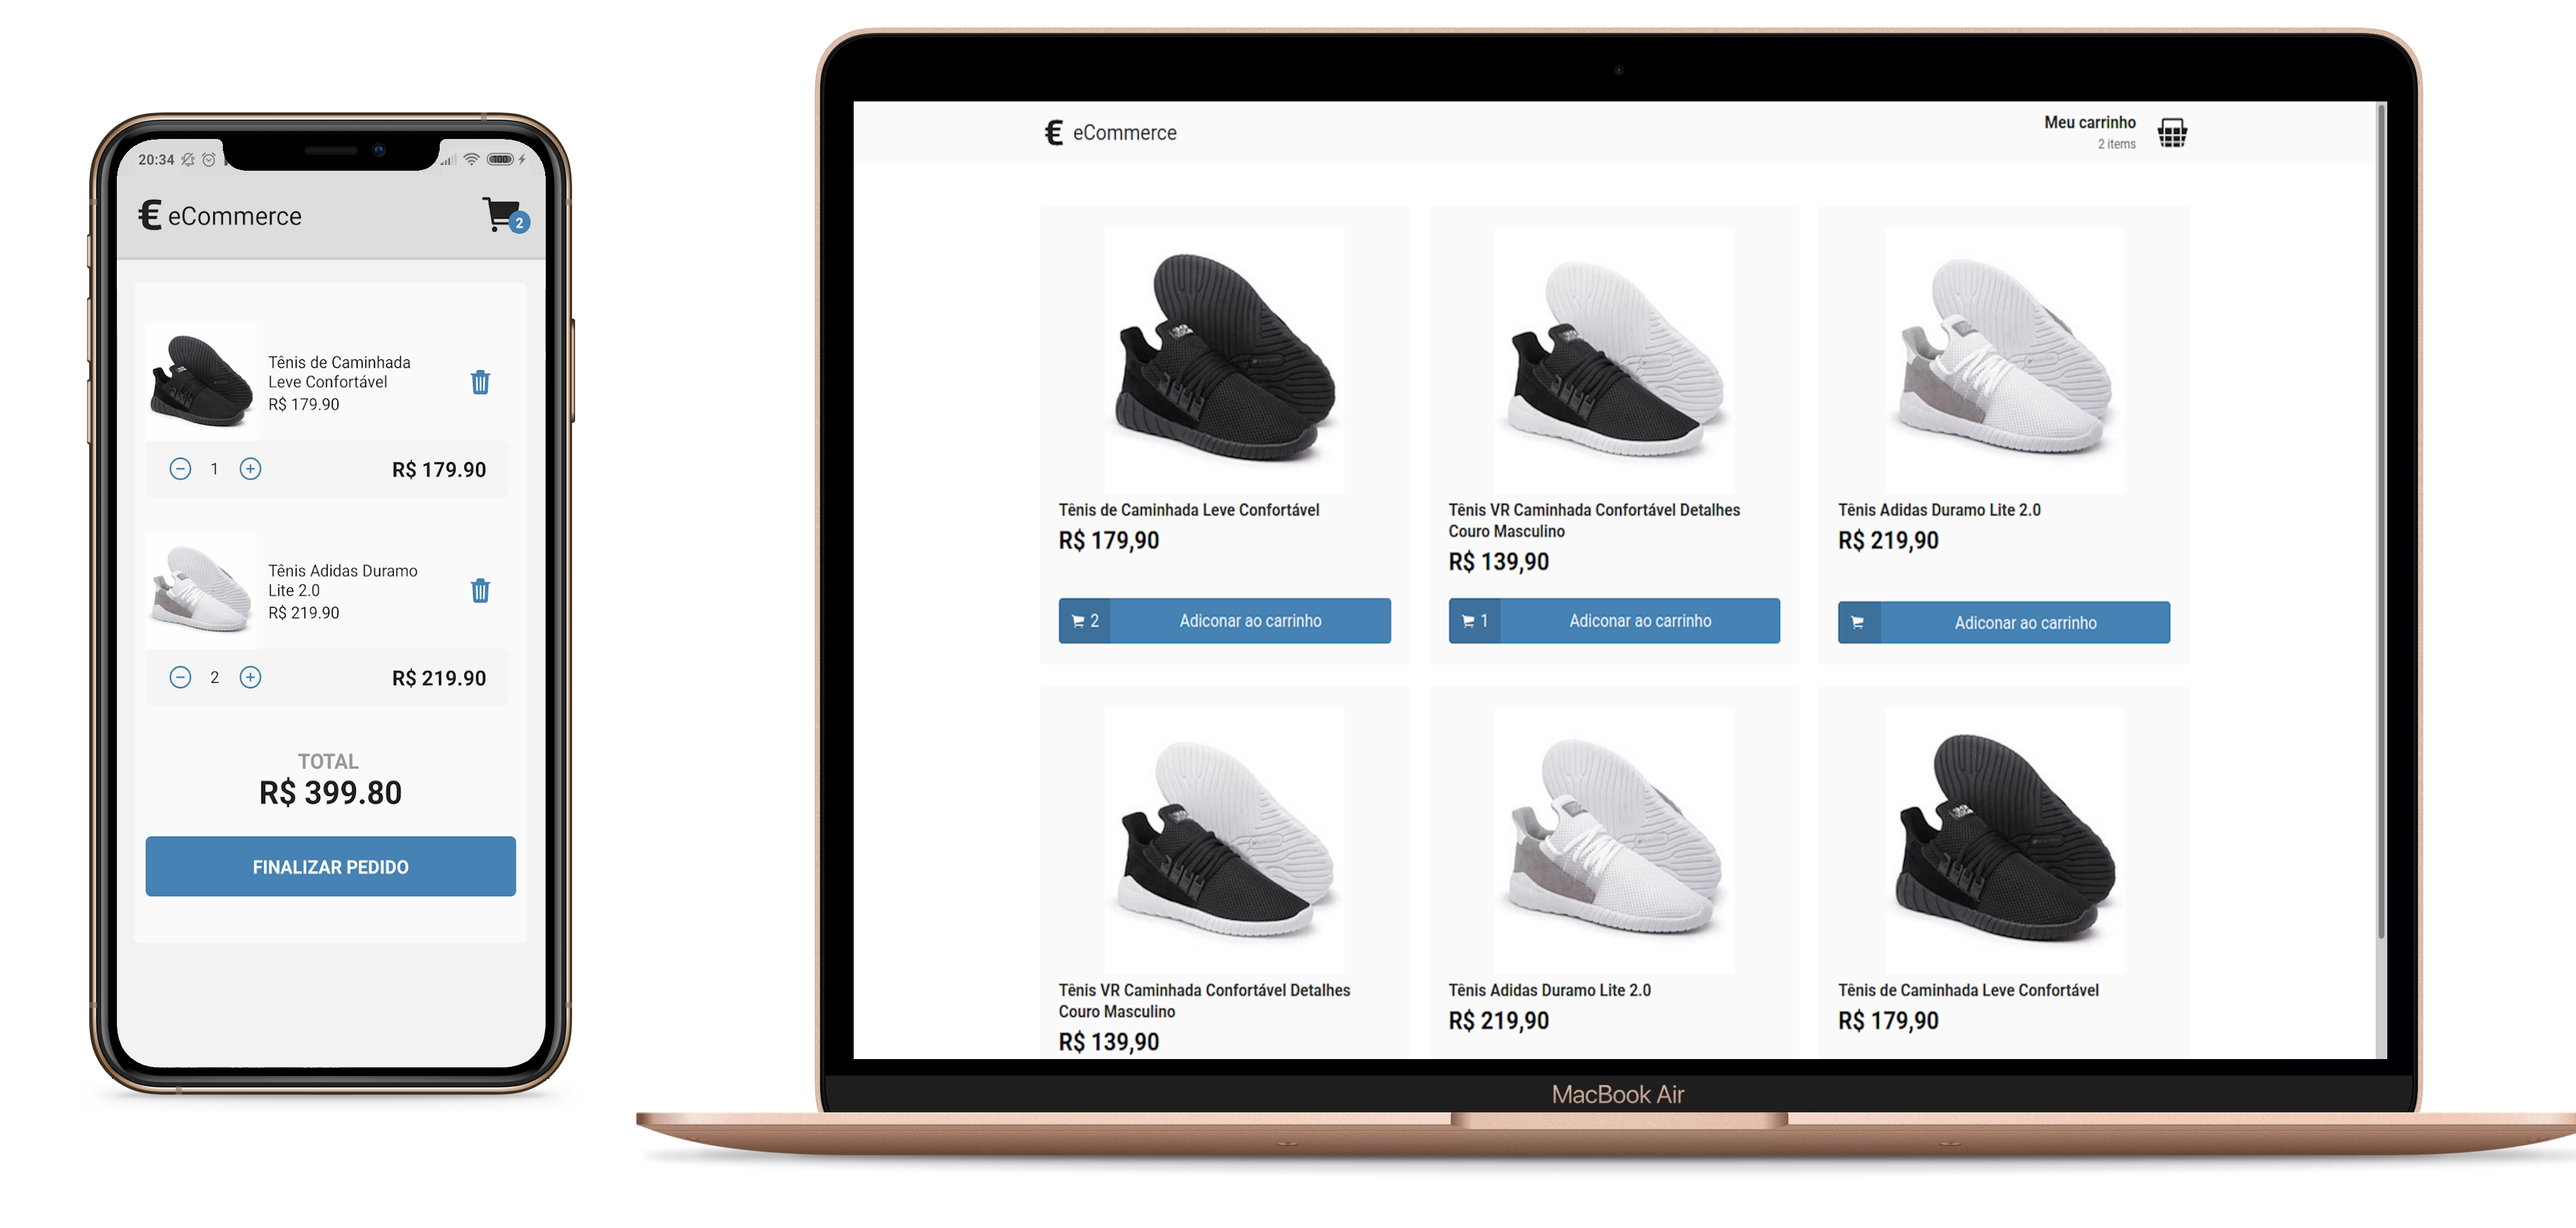 20:34
100
€ eCommerce
2
Tênis de Caminhada
Leve Confortável
R$ 179.90
1
R$ 179.90
Tênis Adidas Duramo
Lite 2.0
R$ 219.90
2
R$ 219.90
TOTAL
R$ 399.80
FINALIZAR PEDIDO
€ eCommerce
Meu carrinho
2 items
Tênis de Caminhada Leve Confortável
R$ 179,90
2 Adiconar ao carrinho
Tênis VR Caminhada Confortável Detalhes
Couro Masculino
R$ 139,90
1 Adiconar ao carrinho
Tênis Adidas Duramo Lite 2.0
R$ 219,90
Adiconar ao carrinho
Tênis VR Caminhada Confortável Detalhes
Couro Masculino
R$ 139,90
Tênis Adidas Duramo Lite 2.0
R$ 219,90
Tênis de Caminhada Leve Confortável
R$ 179,90
MacBook Air